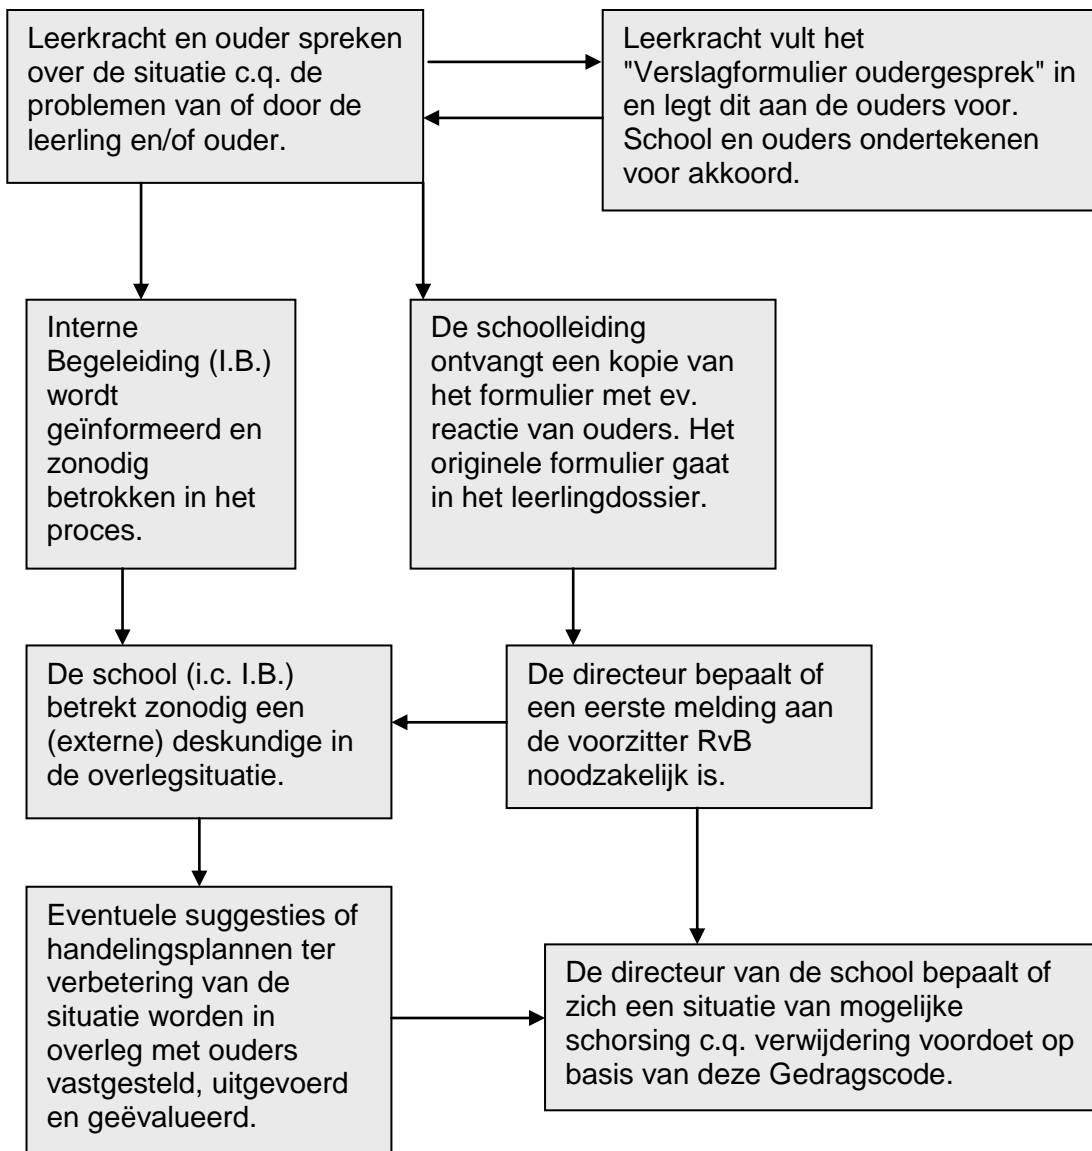 Leerkracht en ouder spreken
over de situatie c.q. de
problemen van of door de
leerling en/of ouder.
Leerkracht vult het
"Verslagformulier oudergesprek" in
en legt dit aan de ouders voor.
School en ouders ondertekenen
voor akkoord.
Interne
Begeleiding (I.B.)
wordt
geïnformeerd en
zonodig
betrokken in het
proces.
De schoolleiding
ontvangt een kopie van
het formulier met ev.
reactie van ouders. Het
originele formulier gaat
in het leerlingdossier.
De school (i.c. I.B.)
betrekt zonodig een
(externe) deskundige in
de overlegsituatie.
De directeur bepaalt of
een eerste melding aan
de voorzitter RvB
noodzakelijk is.
Eventuele suggesties of
handelingsplannen ter
verbetering van de
situatie worden in
overleg met ouders
vastgesteld, uitgevoerd
en geëvalueerd.
De directeur van de school bepaalt of
zich een situatie van mogelijke
schorsing c.q. verwijdering voordoet op
basis van deze Gedragscode.